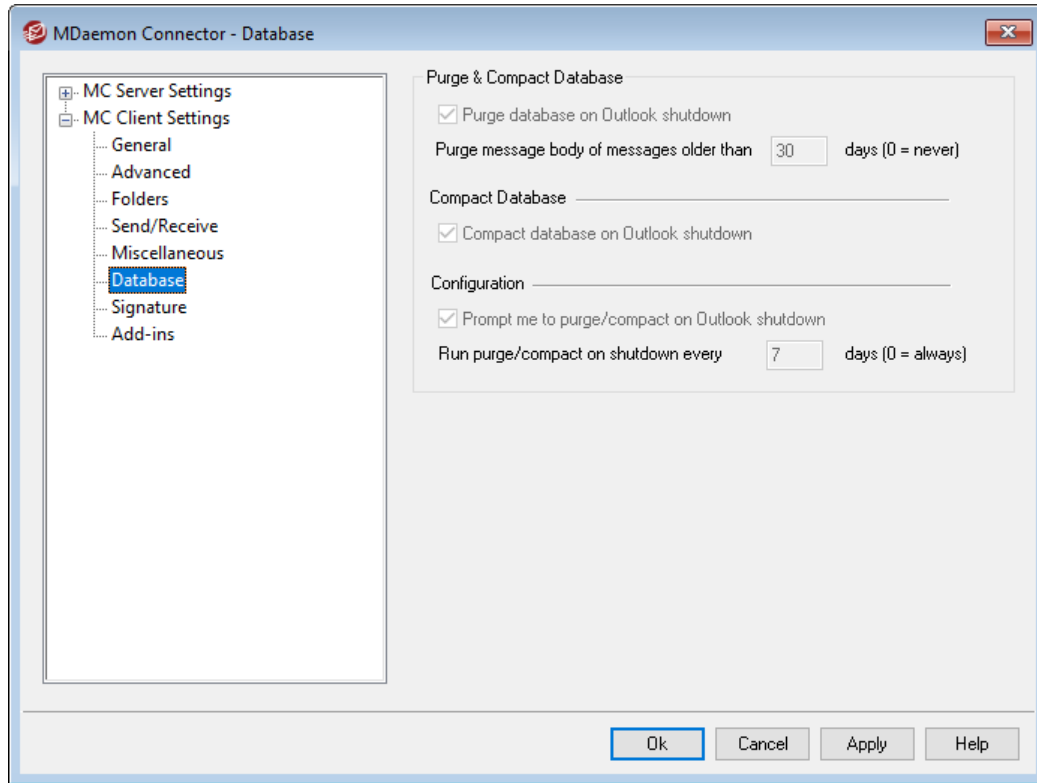 MDaemon Connector - Database
MC Server Settings
MC Client Settings
General
Advanced
Folders
Send/Receive
Miscellaneous
Database
Signature
Add-ins
Purge & Compact Database
Purge database on Outlook shutdown
Purge message body of messages older than 30 days (0 = never)
Compact Database
Compact database on Outlook shutdown
Configuration
Prompt me to purge/compact on Outlook shutdown
Run purge/compact on shutdown every 7 days (0 = always)
Ok Cancel Apply Help